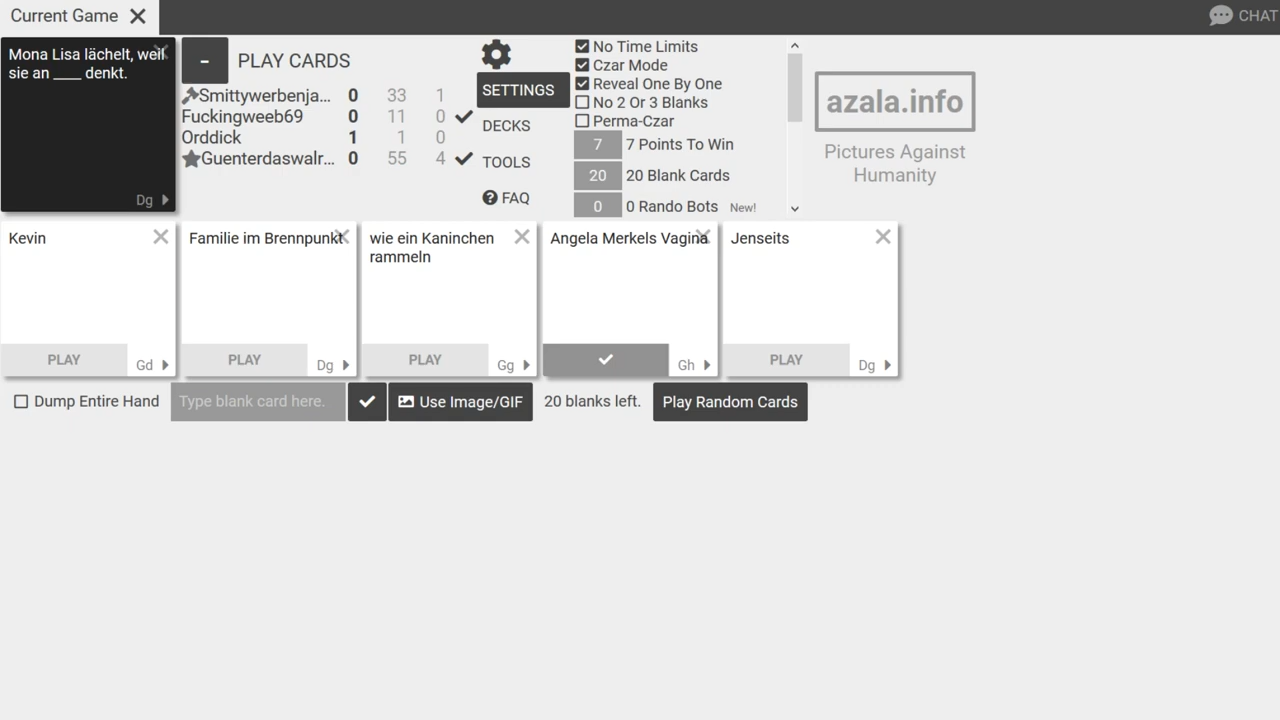 Current Game
CHAT
Mona Lisa lächelt, weil
sie an ____ denkt.
Dg
-
PLAY CARDS
Smittywerbenja... 0 33 1
Fuckingweeb69 0 11 0
Orddick 1 1 0
Guenterdaswalr... 0 55 4
SETTINGS
DECKS
TOOLS
FAQ
No Time Limits
Czar Mode
Reveal One By One
No 2 Or 3 Blanks
Perma-Czar
7 7 Points To Win
20 20 Blank Cards
0 0 Rando Bots New!
azala.info
Pictures Against
Humanity
Kevin
PLAY
Gd
Familie im Brennpunkt
PLAY
Dg
wie ein Kaninchen
rammeln
PLAY
Gg
Angela Merkels Vagina
Gh
Jenseits
PLAY
Dg
Dump Entire Hand
Type blank card here.
Use Image/GIF
20 blanks left.
Play Random Cards